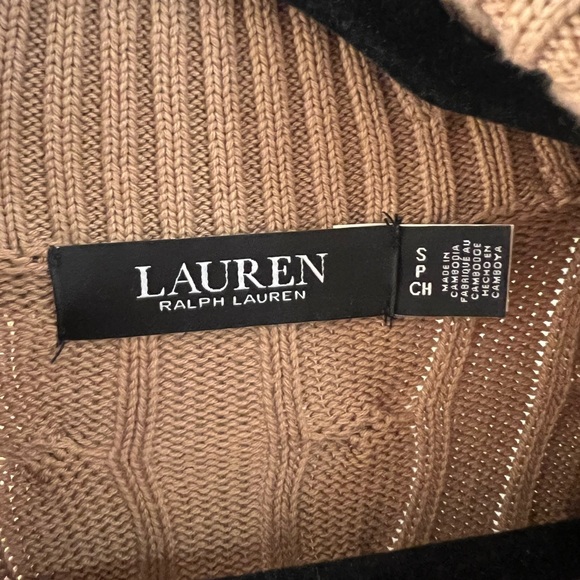 LAUREN
RALPH LAUREN
S
P
CH
MADE IN
CAMBODIA
FABRIQUÉ AU
CAMBODGE
HECHO EN
CAMBOYA